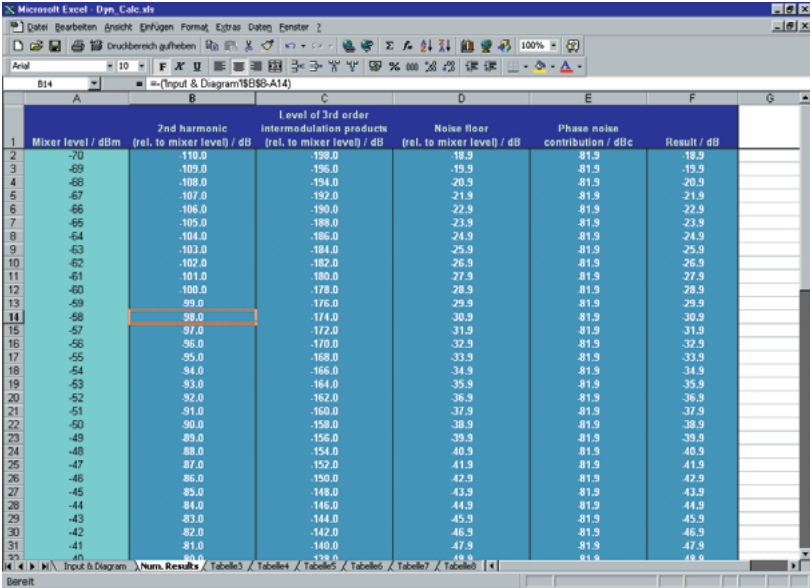 Microsoft Excel - Dyn_Calc.xls
Datei Bearbeiten Ansicht Einfügen Format Extras Daten Fenster ?
Druckbereich aufheben 100%
Arial 10 F K U % 000
B14 = =-('Input & Diagram'!$B$8-A14)
A B C D E F G
1 Mixer level / dBm 2nd harmonic (rel. to mixer level) / dB Level of 3rd order intermodulation products (rel. to mixer level) / dB Noise floor (rel. to mixer level) / dB Phase noise contribution / dBc Result / dB
2 -70 -110.0 -198.0 -18.9 -81.9 -18.9
3 -69 -109.0 -196.0 -19.9 -81.9 -19.9
4 -68 -108.0 -194.0 -20.9 -81.9 -20.9
5 -67 -107.0 -192.0 -21.9 -81.9 -21.9
6 -66 -106.0 -190.0 -22.9 -81.9 -22.9
7 -65 -105.0 -188.0 -23.9 -81.9 -23.9
8 -64 -104.0 -186.0 -24.9 -81.9 -24.9
9 -63 -103.0 -184.0 -25.9 -81.9 -25.9
10 -62 -102.0 -182.0 -26.9 -81.9 -26.9
11 -61 -101.0 -180.0 -27.9 -81.9 -27.9
12 -60 -100.0 -178.0 -28.9 -81.9 -28.9
13 -59 -99.0 -176.0 -29.9 -81.9 -29.9
14 -58 -98.0 -174.0 -30.9 -81.9 -30.9
15 -57 -97.0 -172.0 -31.9 -81.9 -31.9
16 -56 -96.0 -170.0 -32.9 -81.9 -32.9
17 -55 -95.0 -168.0 -33.9 -81.9 -33.9
18 -54 -94.0 -166.0 -34.9 -81.9 -34.9
19 -53 -93.0 -164.0 -35.9 -81.9 -35.9
20 -52 -92.0 -162.0 -36.9 -81.9 -36.9
21 -51 -91.0 -160.0 -37.9 -81.9 -37.9
22 -50 -90.0 -158.0 -38.9 -81.9 -38.9
23 -49 -89.0 -156.0 -39.9 -81.9 -39.9
24 -48 -88.0 -154.0 -40.9 -81.9 -40.9
25 -47 -87.0 -152.0 -41.9 -81.9 -41.9
26 -46 -86.0 -150.0 -42.9 -81.9 -42.9
27 -45 -85.0 -148.0 -43.9 -81.9 -43.9
28 -44 -84.0 -146.0 -44.9 -81.9 -44.9
29 -43 -83.0 -144.0 -45.9 -81.9 -45.9
30 -42 -82.0 -142.0 -46.9 -81.9 -46.9
31 -41 -81.0 -140.0 -47.9 -81.9 -47.9
32 -40 -80.0 -138.0 -48.9 -81.9 -48.9
Input & Diagram Num. Results Tabelle3 Tabelle4 Tabelle5 Tabelle6 Tabelle7 Tabelle8
Bereit